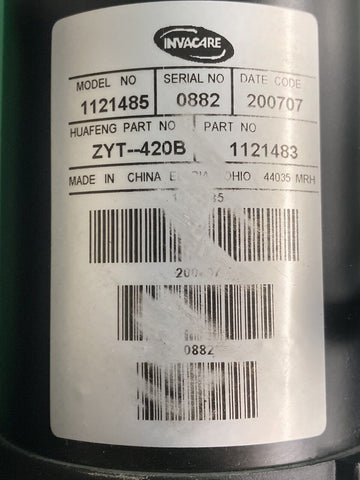 INVACARE
MODEL NO SERIAL NO DATE CODE
1121485 0882 200707
HUAFENG PART NO PART NO
ZYT--420B 1121483
MADE IN CHINA OHIO 44035 MRH
0882